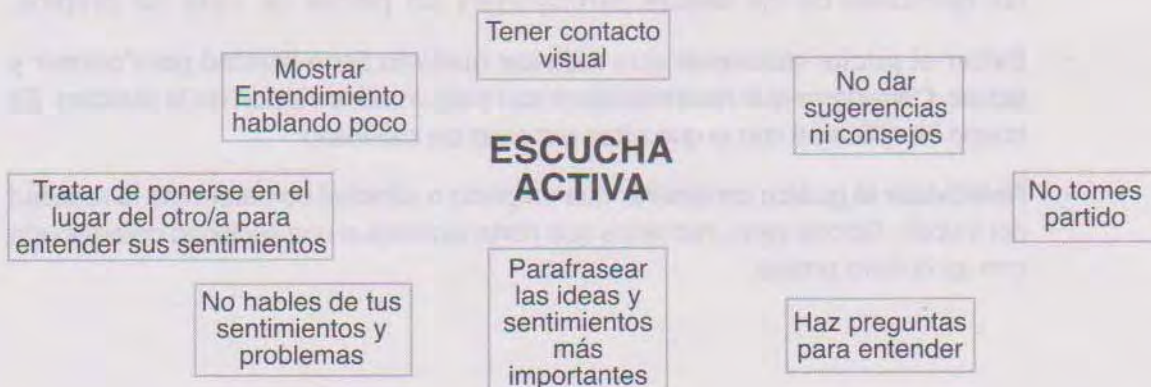 Tener contacto
visual
Mostrar
Entendimiento
hablando poco
No dar
sugerencias
ni consejos
ESCUCHA
ACTIVA
Tratar de ponerse en el
lugar del otro/a para
entender sus sentimientos
No tomes
partido
No hables de tus
sentimientos y
problemas
Parafrasear
las ideas y
sentimientos
más
importantes
Haz preguntas
para entender